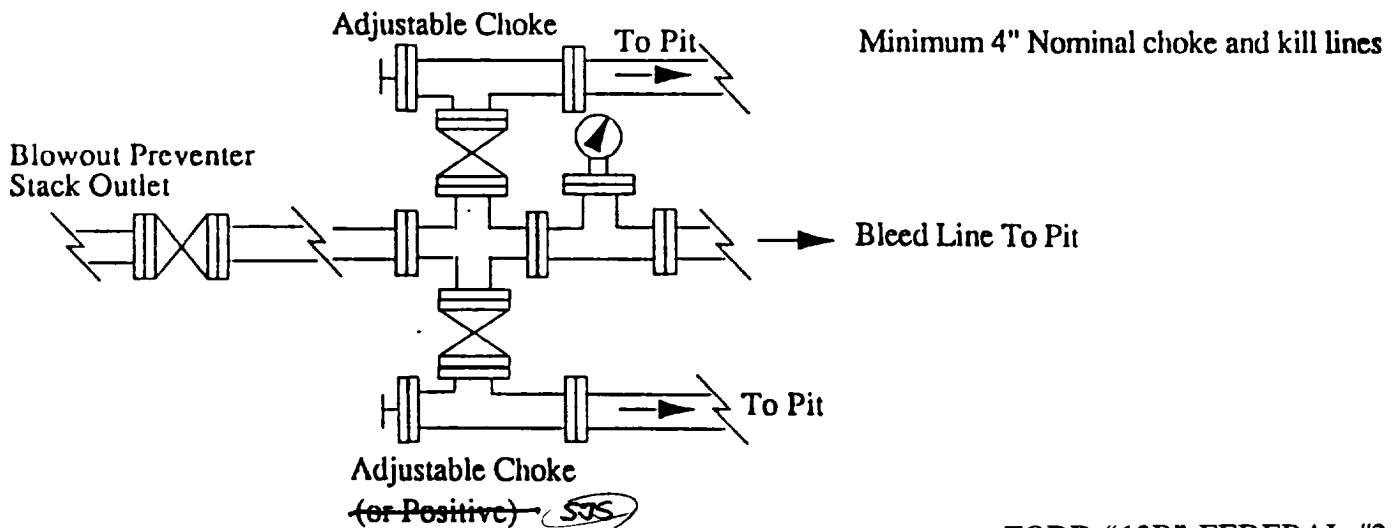 Adjustable Choke
To Pit
Minimum 4" Nominal choke and kill lines
Blowout Preventer
Stack Outlet
Bleed Line To Pit
To Pit
Adjustable Choke
(or Positive) SJS